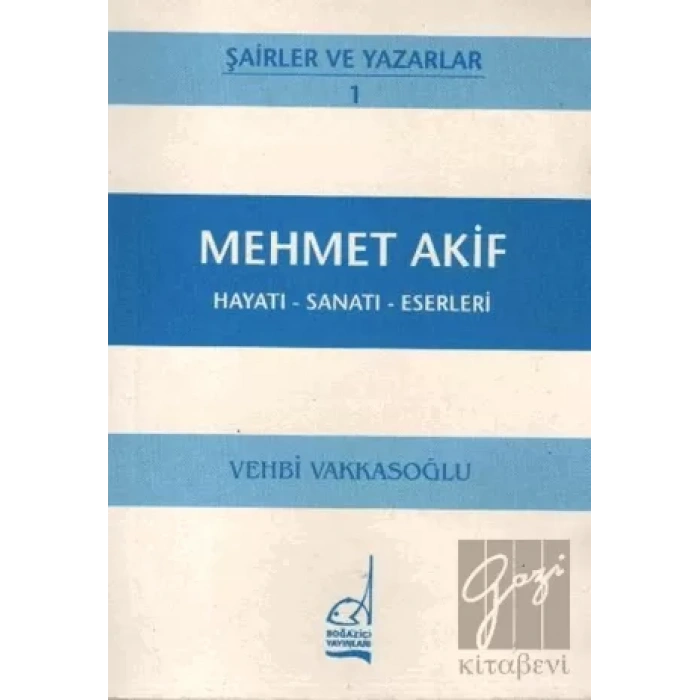 ŞAİRLER VE YAZARLAR
1
MEHMET AKİF
HAYATI - SANATI - ESERLERİ
VEHBİ VAKKASOĞLU
BOĞAZİÇİ
YAYINLARI
Gazi
kitabevi